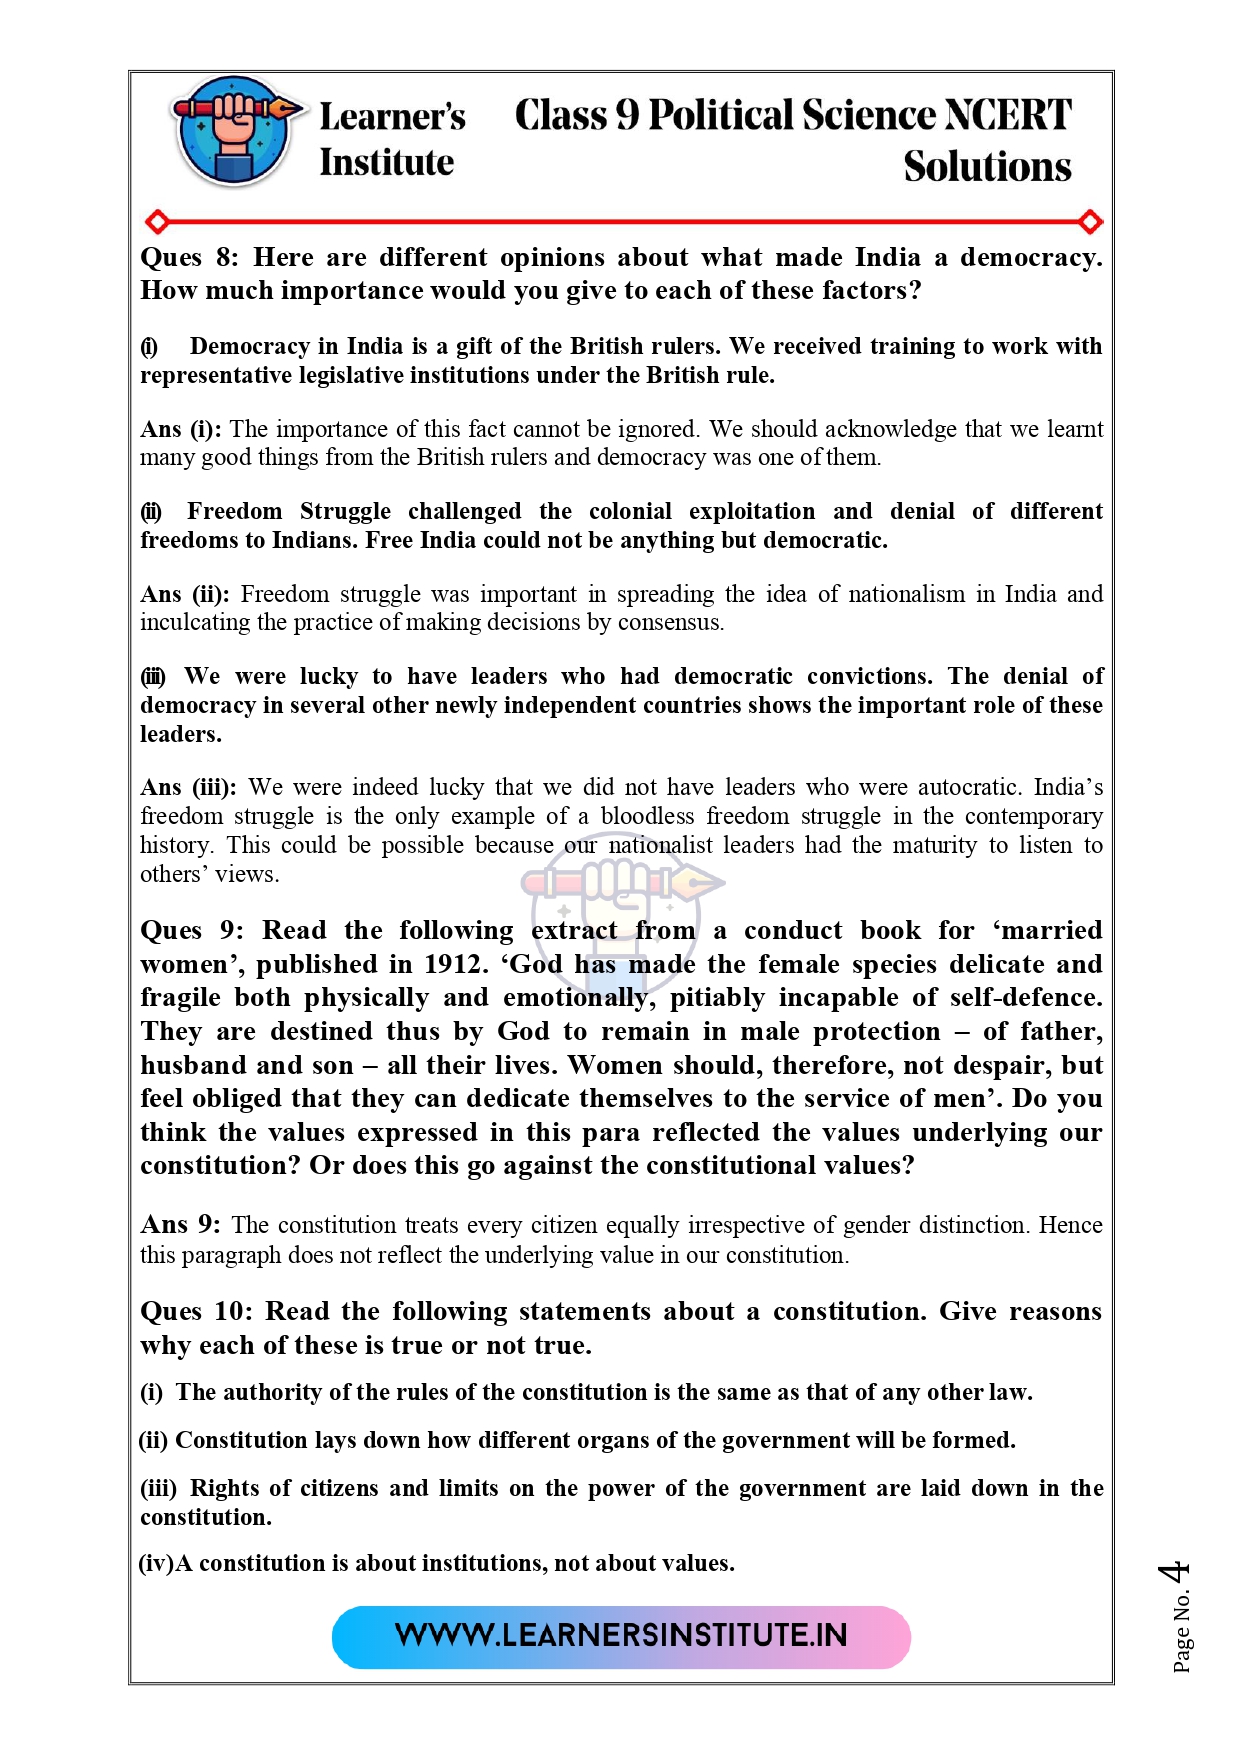 Learner's
Institute
Class 9 Political Science NCERT
Solutions
Ques 8: Here are different opinions about what made India a democracy.
How much importance would you give to each of these factors?
(i) Democracy in India is a gift of the British rulers. We received training to work with
representative legislative institutions under the British rule.
Ans (i): The importance of this fact cannot be ignored. We should acknowledge that we learnt
many good things from the British rulers and democracy was one of them.
(ii) Freedom Struggle challenged the colonial exploitation and denial of different
freedoms to Indians. Free India could not be anything but democratic.
Ans (ii): Freedom struggle was important in spreading the idea of nationalism in India and
inculcating the practice of making decisions by consensus.
(iii) We were lucky to have leaders who had democratic convictions. The denial of
democracy in several other newly independent countries shows the important role of these
leaders.
Ans (iii): We were indeed lucky that we did not have leaders who were autocratic. India's
freedom struggle is the only example of a bloodless freedom struggle in the contemporary
history. This could be possible because our nationalist leaders had the maturity to listen to
others' views.
Ques 9: Read the following extract from a conduct book for ‘married
women’, published in 1912. ‘God has made the female species delicate and
fragile both physically and emotionally, pitiably incapable of self-defence.
They are destined thus by God to remain in male protection – of father,
husband and son – all their lives. Women should, therefore, not despair, but
feel obliged that they can dedicate themselves to the service of men’. Do you
think the values expressed in this para reflected the values underlying our
constitution? Or does this go against the constitutional values?
Ans 9: The constitution treats every citizen equally irrespective of gender distinction. Hence
this paragraph does not reflect the underlying value in our constitution.
Ques 10: Read the following statements about a constitution. Give reasons
why each of these is true or not true.
(i) The authority of the rules of the constitution is the same as that of any other law.
(ii) Constitution lays down how different organs of the government will be formed.
(iii) Rights of citizens and limits on the power of the government are laid down in the
constitution.
(iv)A constitution is about institutions, not about values.
WWW.LEARNERSINSTITUTE.IN
Page No. 4